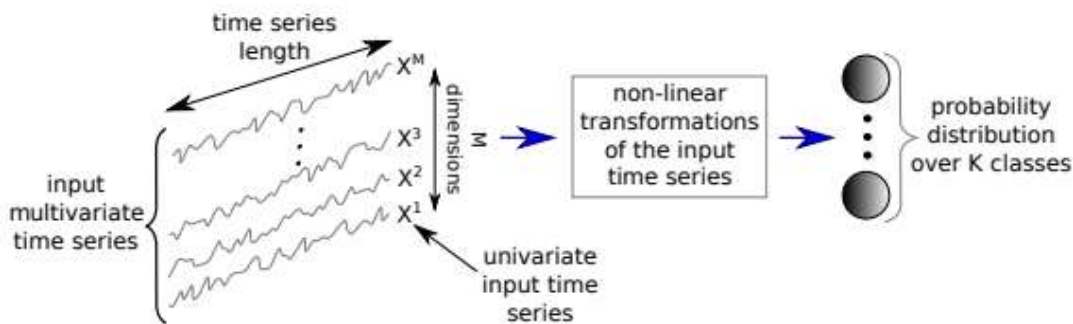 time series
length
X^M
X^3
X^2
X^1
M
dimensions
input
multivariate
time series
univariate
input time
series
non-linear
transformations
of the input
time series
probability
distribution
over K classes